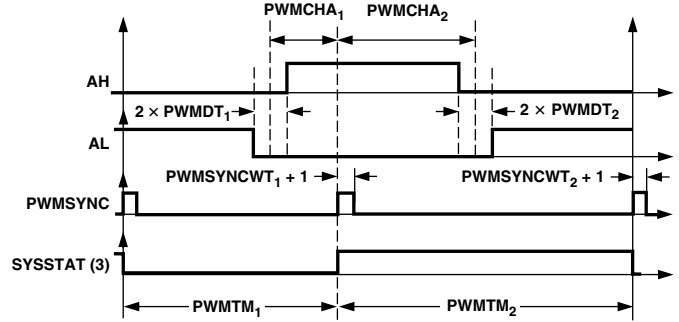 PWMCHA₁ PWMCHA₂
AH
2 × PWMDT₁ 2 × PWMDT₂
AL
PWMSYNCWT₁ + 1 PWMSYNCWT₂ + 1
PWMSYNC
SYSSTAT (3)
PWMTM₁ PWMTM₂